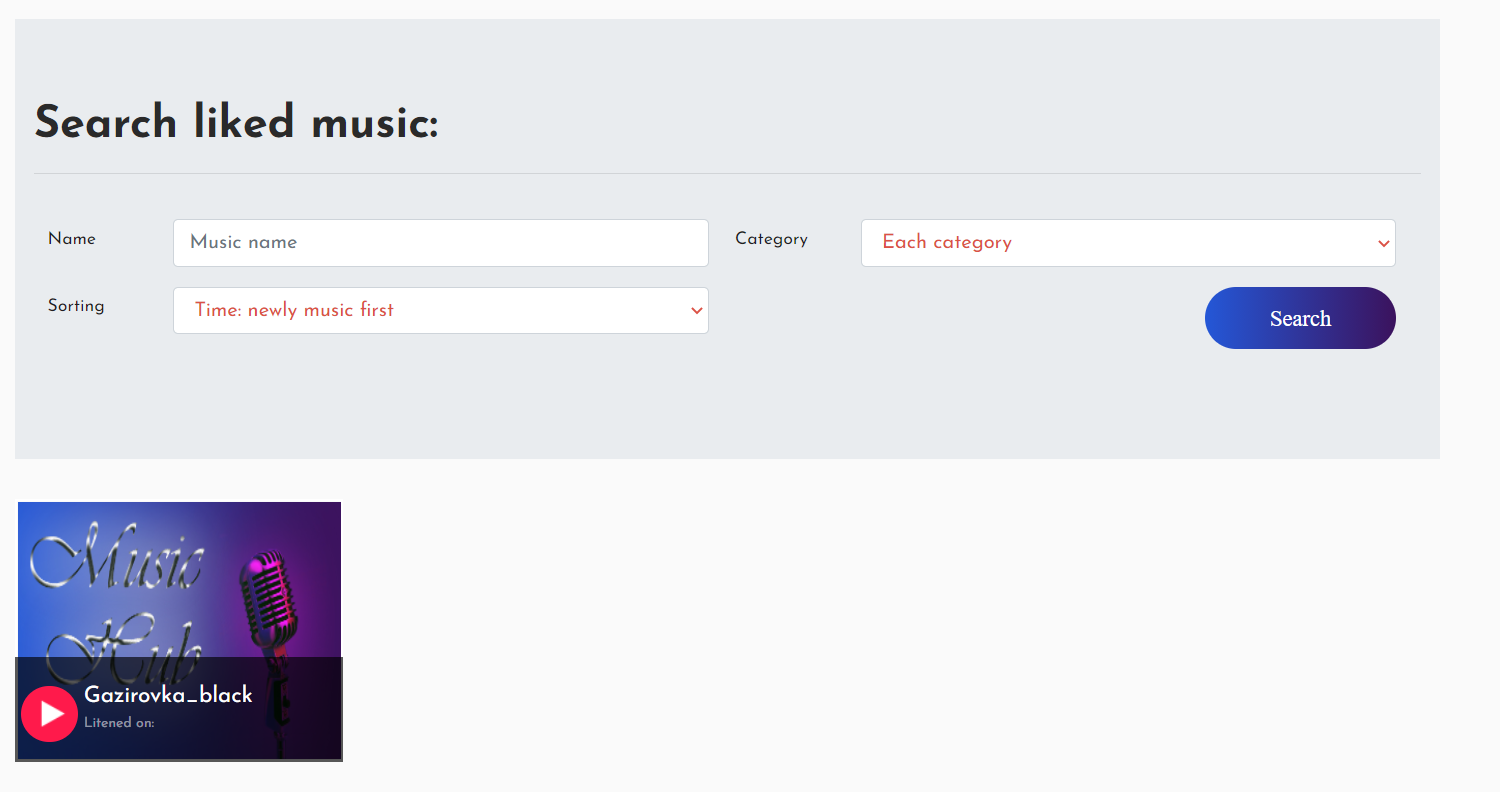 Search liked music:
Name
Music name
Category
Each category
Sorting
Time: newly music first
Search
Music
Hub
Gazirovka_black
Litened on: